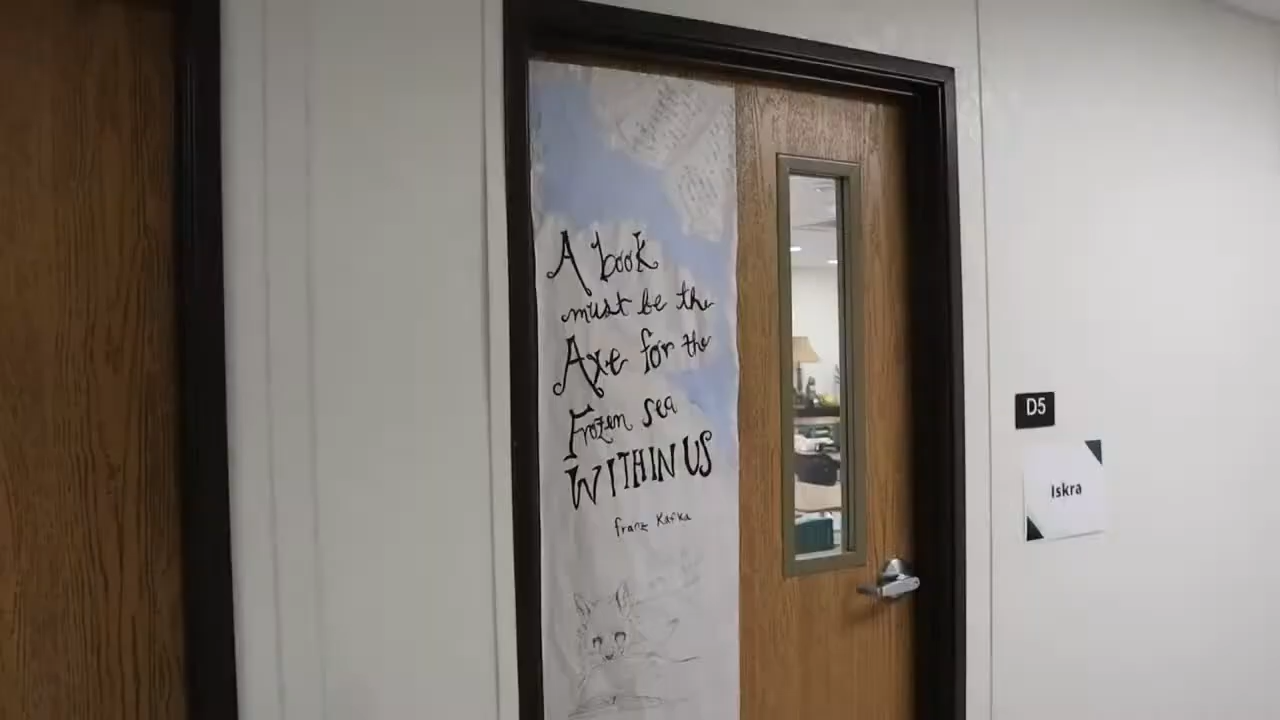 A book
must be the
Axe for the
Frozen sea
WITHIN US
franz Kafka
D5
Iskra